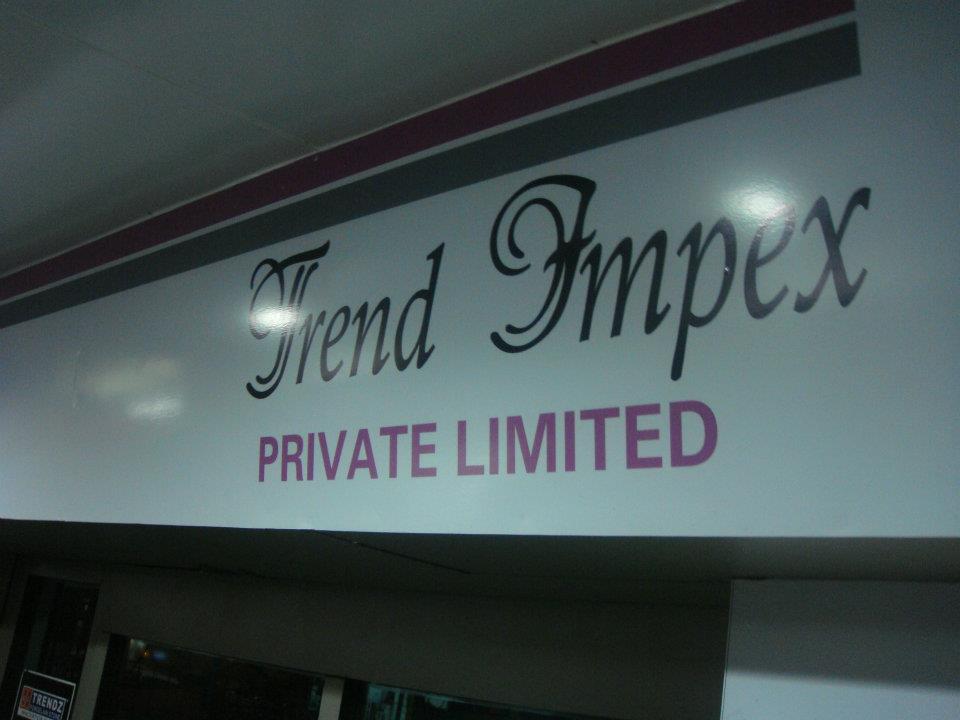 Trend Impex
PRIVATE LIMITED
TRENDZ